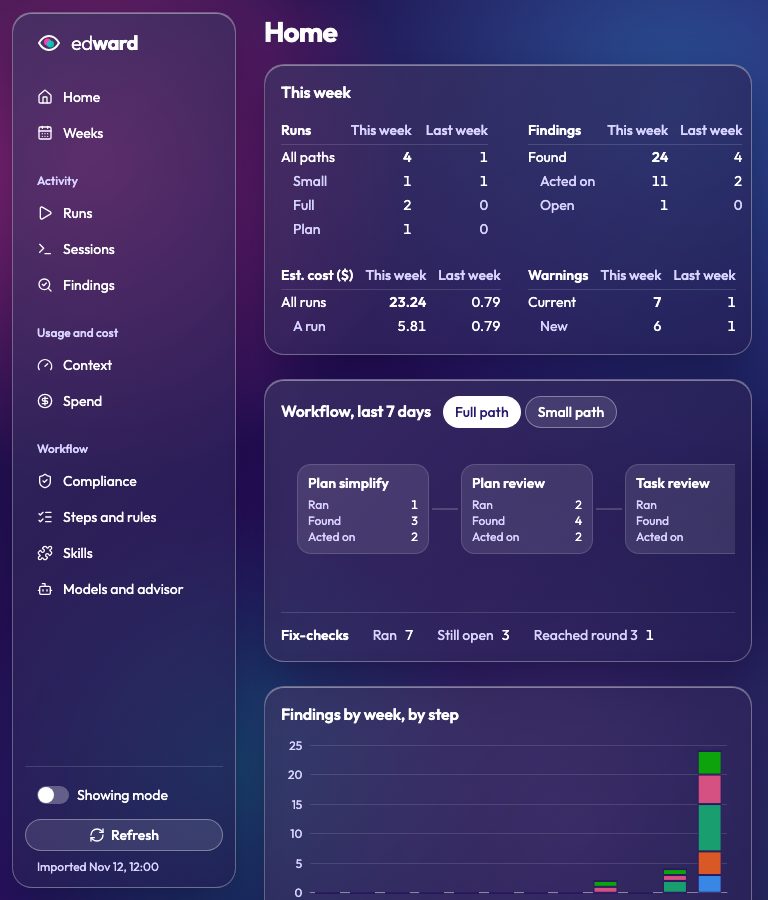 edward
Home
Weeks
Activity
Runs
Sessions
Findings
Usage and cost
Context
Spend
Workflow
Compliance
Steps and rules
Skills
Models and advisor
Showing mode
Refresh
Imported Nov 12, 12:00
Home
This week
Runs This week Last week
All paths 4 1
Small 1 1
Full 2 0
Plan 1 0
Findings This week Last week
Found 24 4
Acted on 11 2
Open 1 0
Est. cost ($) This week Last week
All runs 23.24 0.79
A run 5.81 0.79
Warnings This week Last week
Current 7 1
New 6 1
Workflow, last 7 days Full path Small path
Plan simplify
Ran 1
Found 3
Acted on 2
Plan review
Ran 2
Found 4
Acted on 2
Task review
Ran
Found
Acted on
Fix-checks Ran 7 Still open 3 Reached round 3 1
Findings by week, by step
25
20
15
10
5
0